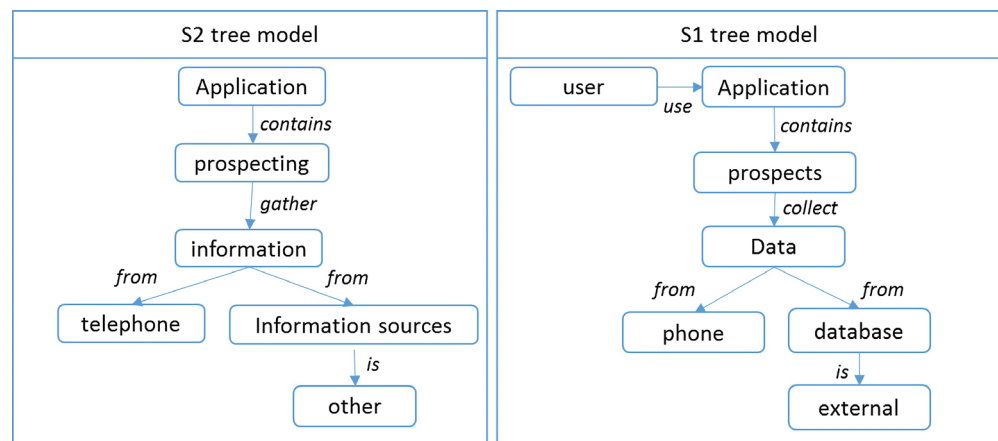 S2 tree model
Application
contains
prospecting
gather
information
from from
telephone
Information sources
is
other
S1 tree model
user
use
Application
contains
prospects
collect
Data
from from
phone
database
is
external